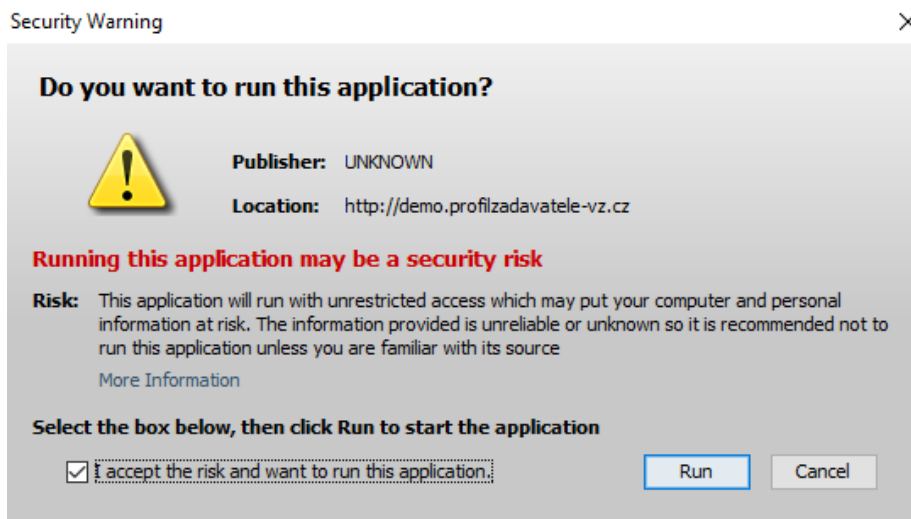 Security Warning
Do you want to run this application?
Publisher: UNKNOWN
Location: http://demo.profilzadavatele-vz.cz
Running this application may be a security risk
Risk: This application will run with unrestricted access which may put your computer and personal
information at risk. The information provided is unreliable or unknown so it is recommended not to
run this application unless you are familiar with its source
More Information
Select the box below, then click Run to start the application
I accept the risk and want to run this application. Run Cancel